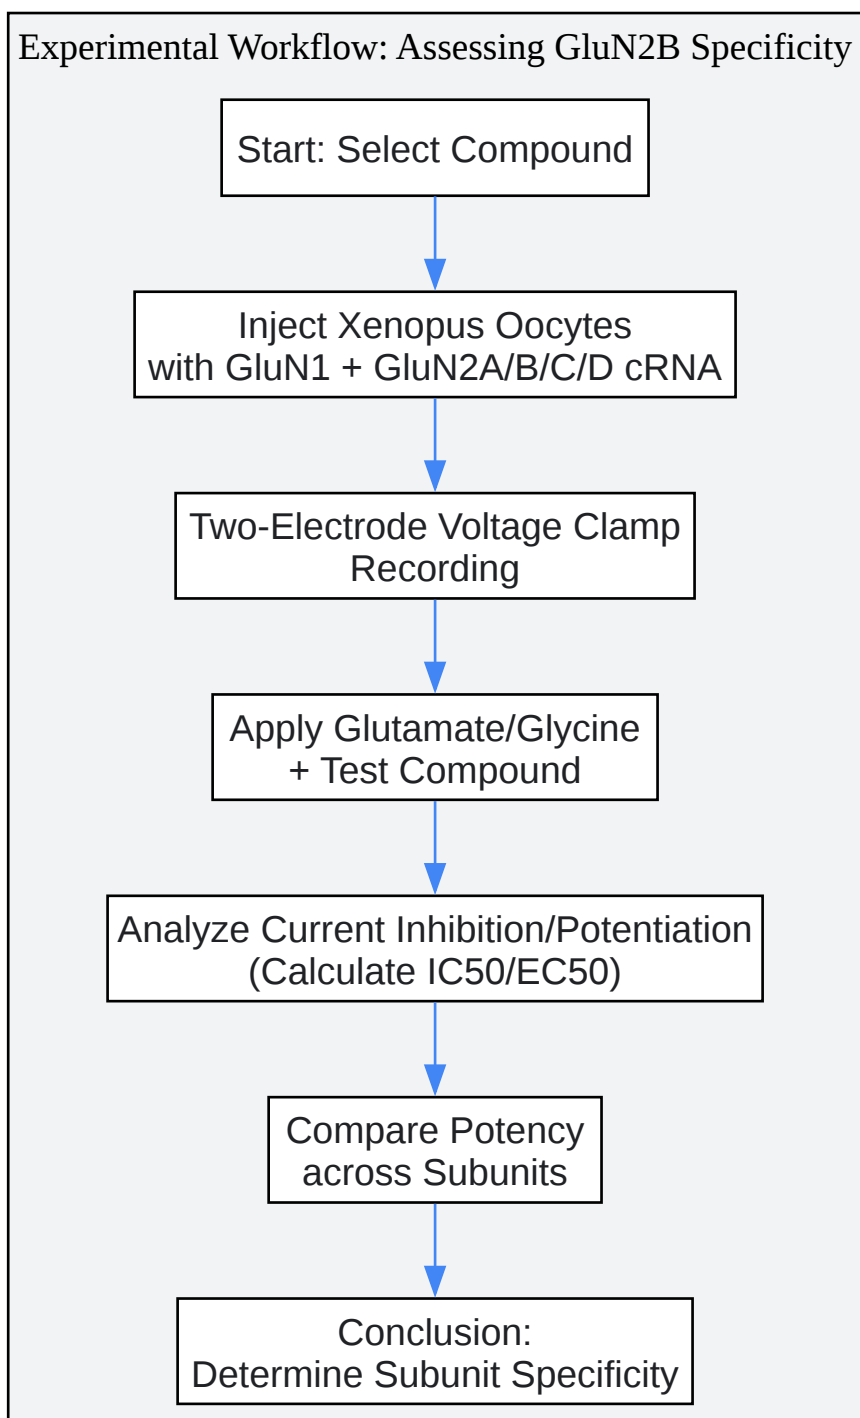 Experimental Workflow: Assessing GluN2B Specificity
Start: Select Compound
Inject Xenopus Oocytes
with GluN1 + GluN2A/B/C/D cRNA
Two-Electrode Voltage Clamp
Recording
Apply Glutamate/Glycine
+ Test Compound
Analyze Current Inhibition/Potentiation
(Calculate IC50/EC50)
Compare Potency
across Subunits
Conclusion:
Determine Subunit Specificity